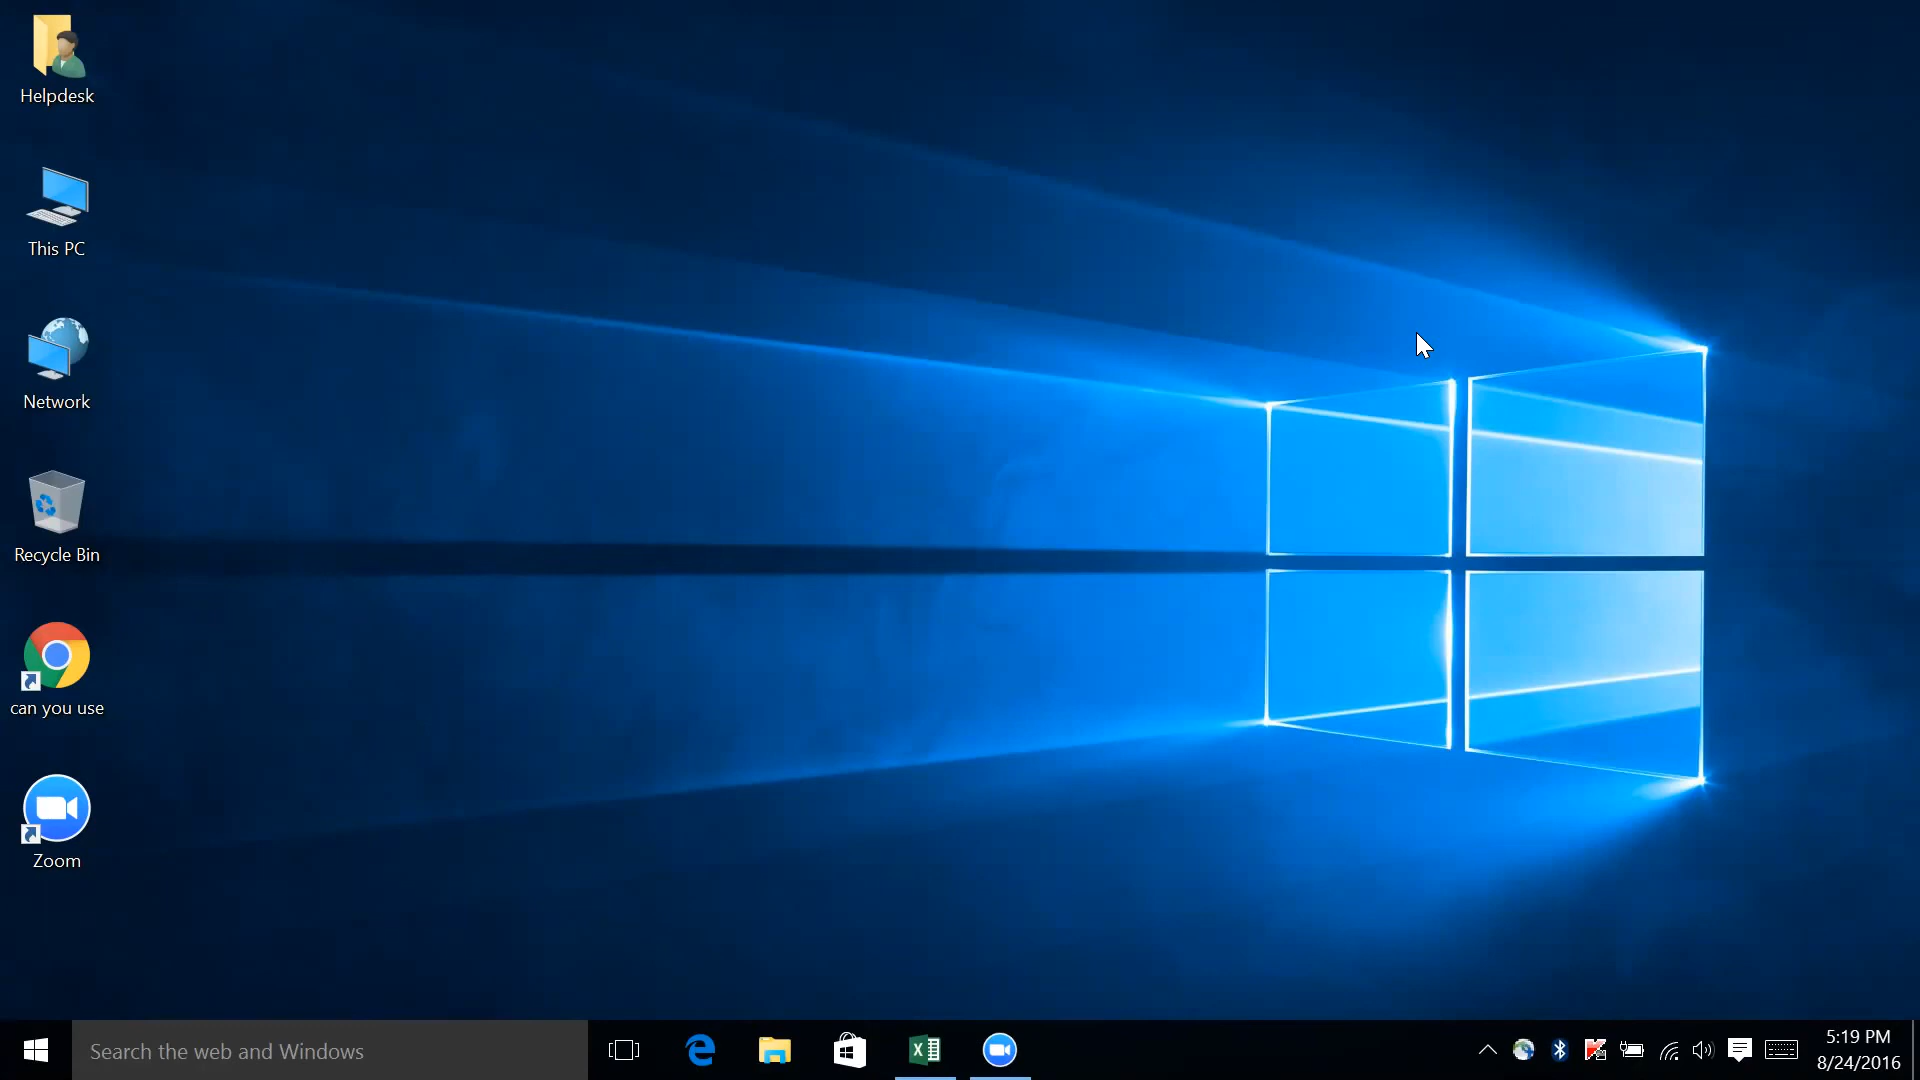 Helpdesk
This PC
Network
Recycle Bin
can you use
Zoom
Search the web and Windows
5:19 PM
8/24/2016